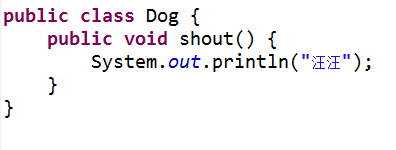 public class Dog {
    public void shout() {
        System.out.println("汪汪");
    }
}